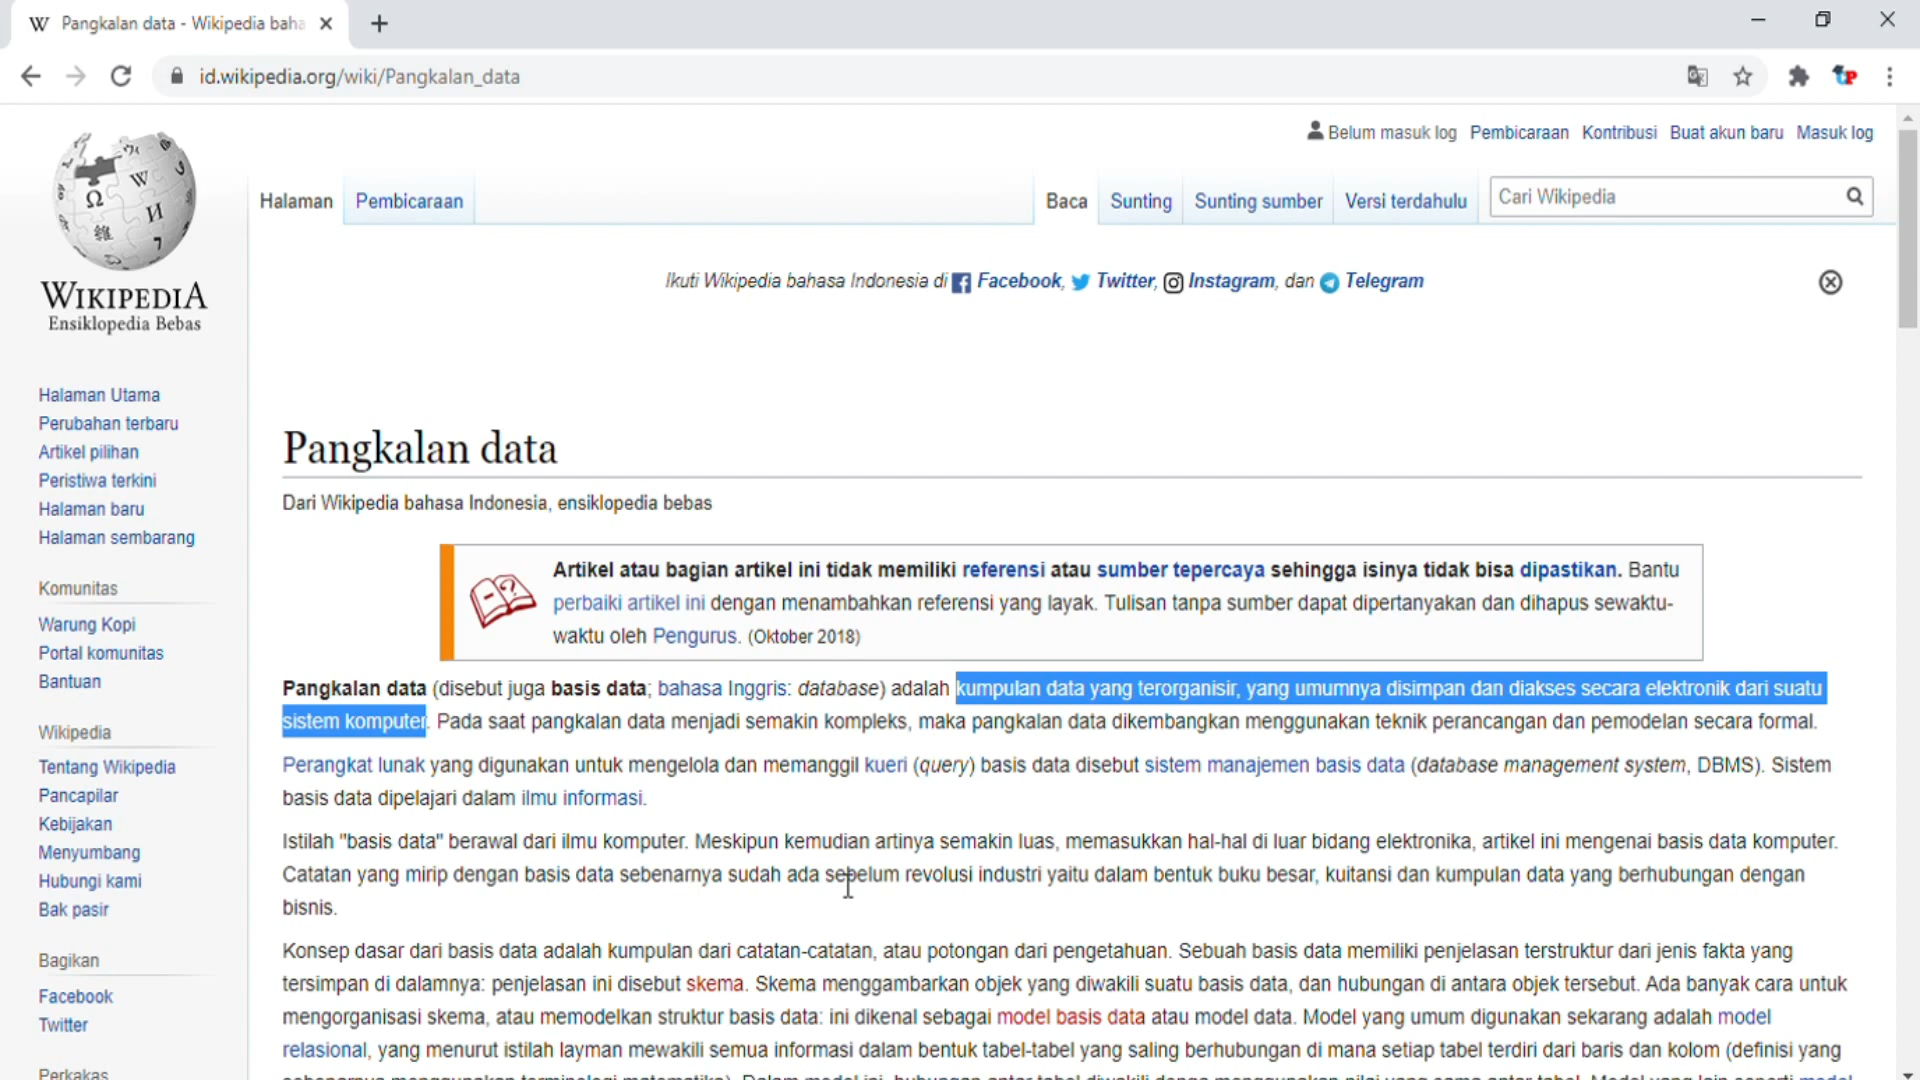 Pangkalan data - Wikipedia baha
id.wikipedia.org/wiki/Pangkalan_data
Belum masuk log Pembicaraan Kontribusi Buat akun baru Masuk log
Halaman Pembicaraan Baca Sunting Sunting sumber Versi terdahulu Cari Wikipedia
WIKIPEDIA
Ensiklopedia Bebas
Ikuti Wikipedia bahasa Indonesia di Facebook, Twitter, Instagram, dan Telegram
Halaman Utama
Perubahan terbaru
Artikel pilihan
Peristiwa terkini
Halaman baru
Halaman sembarang
Komunitas
Warung Kopi
Portal komunitas
Bantuan
Wikipedia
Tentang Wikipedia
Pancapilar
Kebijakan
Menyumbang
Hubungi kami
Bak pasir
Bagikan
Facebook
Twitter
Perkakas
Pangkalan data
Dari Wikipedia bahasa Indonesia, ensiklopedia bebas
Artikel atau bagian artikel ini tidak memiliki referensi atau sumber tepercaya sehingga isinya tidak bisa dipastikan. Bantu
perbaiki artikel ini dengan menambahkan referensi yang layak. Tulisan tanpa sumber dapat dipertanyakan dan dihapus sewaktu-
waktu oleh Pengurus. (Oktober 2018)
Pangkalan data (disebut juga basis data; bahasa Inggris: database) adalah kumpulan data yang terorganisir, yang umumnya disimpan dan diakses secara elektronik dari suatu
sistem komputer. Pada saat pangkalan data menjadi semakin kompleks, maka pangkalan data dikembangkan menggunakan teknik perancangan dan pemodelan secara formal.
Perangkat lunak yang digunakan untuk mengelola dan memanggil kueri (query) basis data disebut sistem manajemen basis data (database management system, DBMS). Sistem
basis data dipelajari dalam ilmu informasi.
Istilah "basis data" berawal dari ilmu komputer. Meskipun kemudian artinya semakin luas, memasukkan hal-hal di luar bidang elektronika, artikel ini mengenai basis data komputer.
Catatan yang mirip dengan basis data sebenarnya sudah ada sebelum revolusi industri yaitu dalam bentuk buku besar, kuitansi dan kumpulan data yang berhubungan dengan
bisnis.
Konsep dasar dari basis data adalah kumpulan dari catatan-catatan, atau potongan dari pengetahuan. Sebuah basis data memiliki penjelasan terstruktur dari jenis fakta yang
tersimpan di dalamnya: penjelasan ini disebut skema. Skema menggambarkan objek yang diwakili suatu basis data, dan hubungan di antara objek tersebut. Ada banyak cara untuk
mengorganisasi skema, atau memodelkan struktur basis data: ini dikenal sebagai model basis data atau model data. Model yang umum digunakan sekarang adalah model
relasional, yang menurut istilah layman mewakili semua informasi dalam bentuk tabel-tabel yang saling berhubungan di mana setiap tabel terdiri dari baris dan kolom (definisi yang